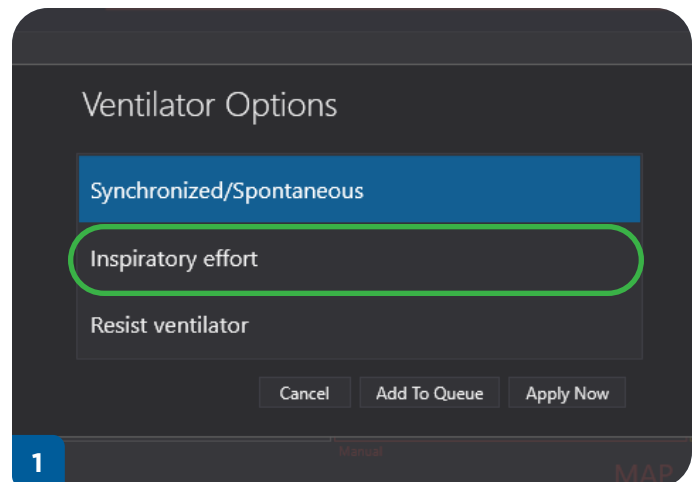 Ventilator Options
Synchronized/Spontaneous
Inspiratory effort
Resist ventilator
Cancel Add To Queue Apply Now
Manual
1
MAP